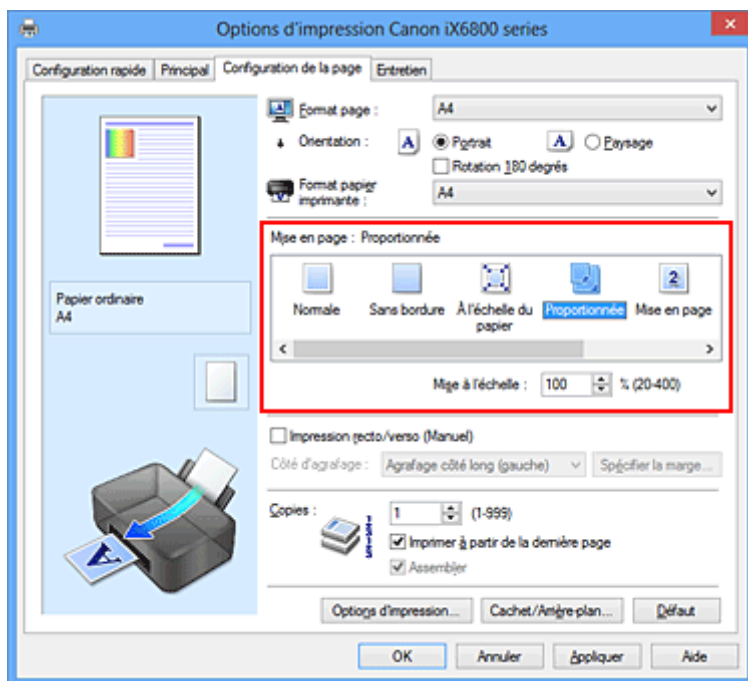 Options d'impression Canon iX6800 series
Configuration rapide Principal Configuration de la page Entretien
Format page : A4
Orientation : A Portrait A Paysage
Rotation 180 degrés
Format papier
imprimante : A4
Mise en page : Proportionnée
Normale Sans bordure À l'échelle du
papier Proportionnée Mise en page
Mise à l'échelle : 100 % (20-400)
Papier ordinaire
A4
Impression recto/verso (Manuel)
Côté d'agrafage : Agrafage côté long (gauche) Spécifier la marge...
Copies : 1 (1-999)
Imprimer à partir de la dernière page
Assembler
Options d'impression... Cachet/Arrière-plan... Défaut
OK Annuler Appliquer Aide